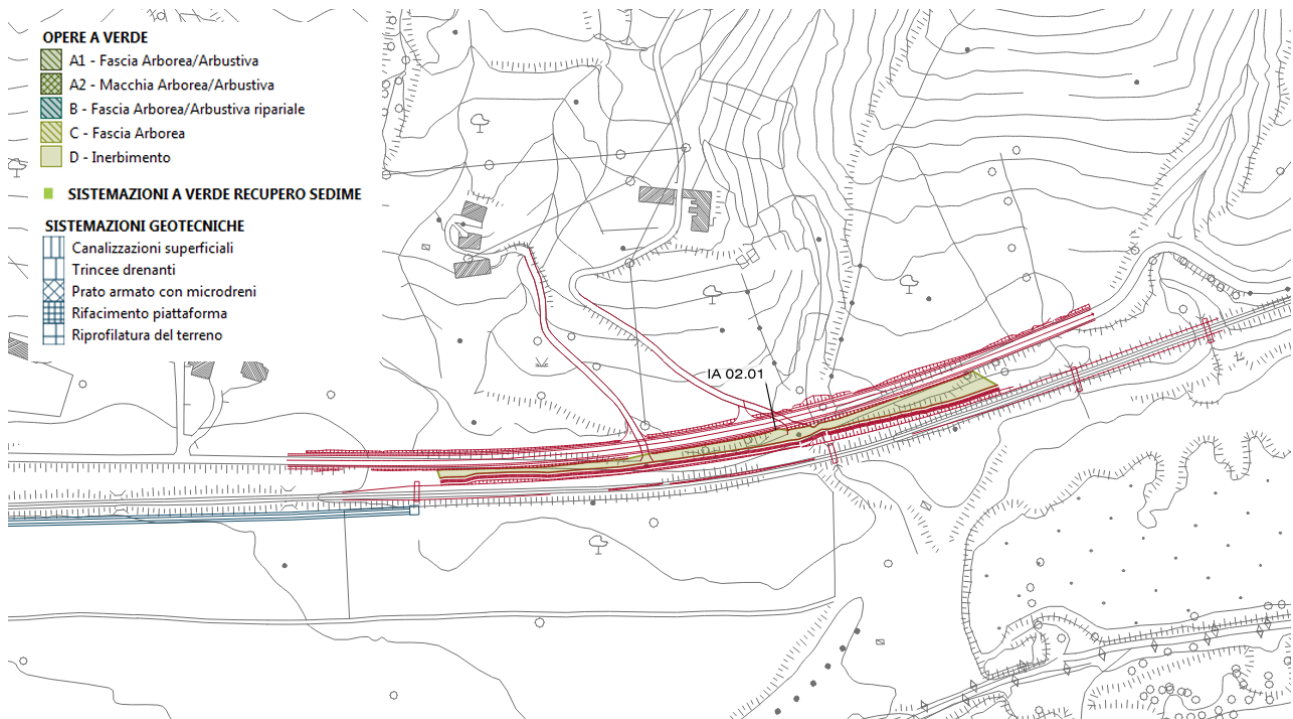 OPERE A VERDE
A1 - Fascia Arborea/Arbustiva
A2 - Macchia Arborea/Arbustiva
B - Fascia Arborea/Arbustiva ripariale
C - Fascia Arborea
D - Inerbimento
SISTEMAZIONI A VERDE RECUPERO SEDIME
SISTEMAZIONI GEOTECNICHE
Canalizzazioni superficiali
Trincee drenanti
Prato armato con microdreni
Rifacimento piattaforma
Riprofilatura del terreno
IA 02.01